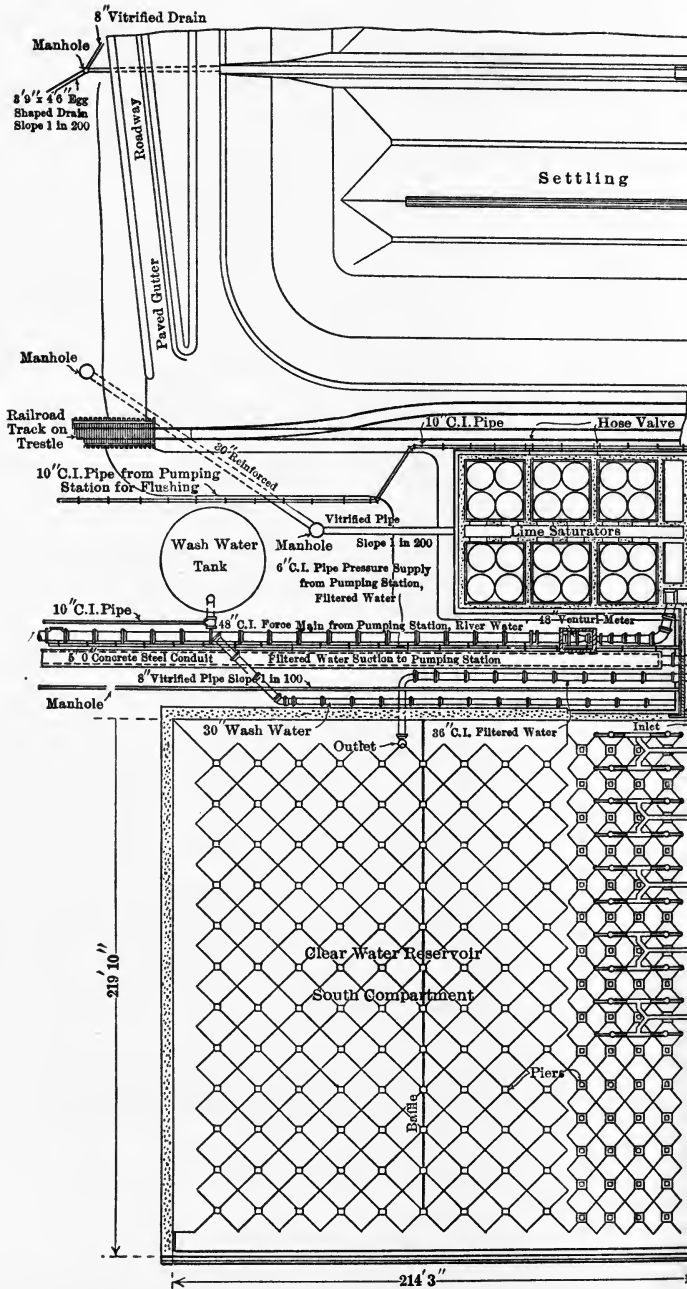 8" Vitrified Drain
Manhole
3'9" x 4'6" Egg
Shaped Drain
Slope 1 in 200
Roadway
Settling
Paved Gutter
Manhole
Railroad
Track on
Trestle
30" Reinforced
10" C.I. Pipe
Hose Valve
10" C.I. Pipe from Pumping
Station for Flushing
Vitrified Pipe
Lime Saturators
Wash Water
Tank
Manhole
Slope 1 in 200
6" C.I. Pipe Pressure Supply
from Pumping Station,
Filtered Water
10" C.I. Pipe
48" C.I. Force Main from Pumping Station, River Water
48" Venturi-Meter
5' 0" Concrete Steel Conduit
Filtered Water Suction to Pumping Station
8" Vitrified Pipe Slope 1 in 100
Manhole
30" Wash Water
36" C.I. Filtered Water
Inlet
Outlet
219' 10"
Clear Water Reservoir
South Compartment
Piers
Baffle
214' 3"